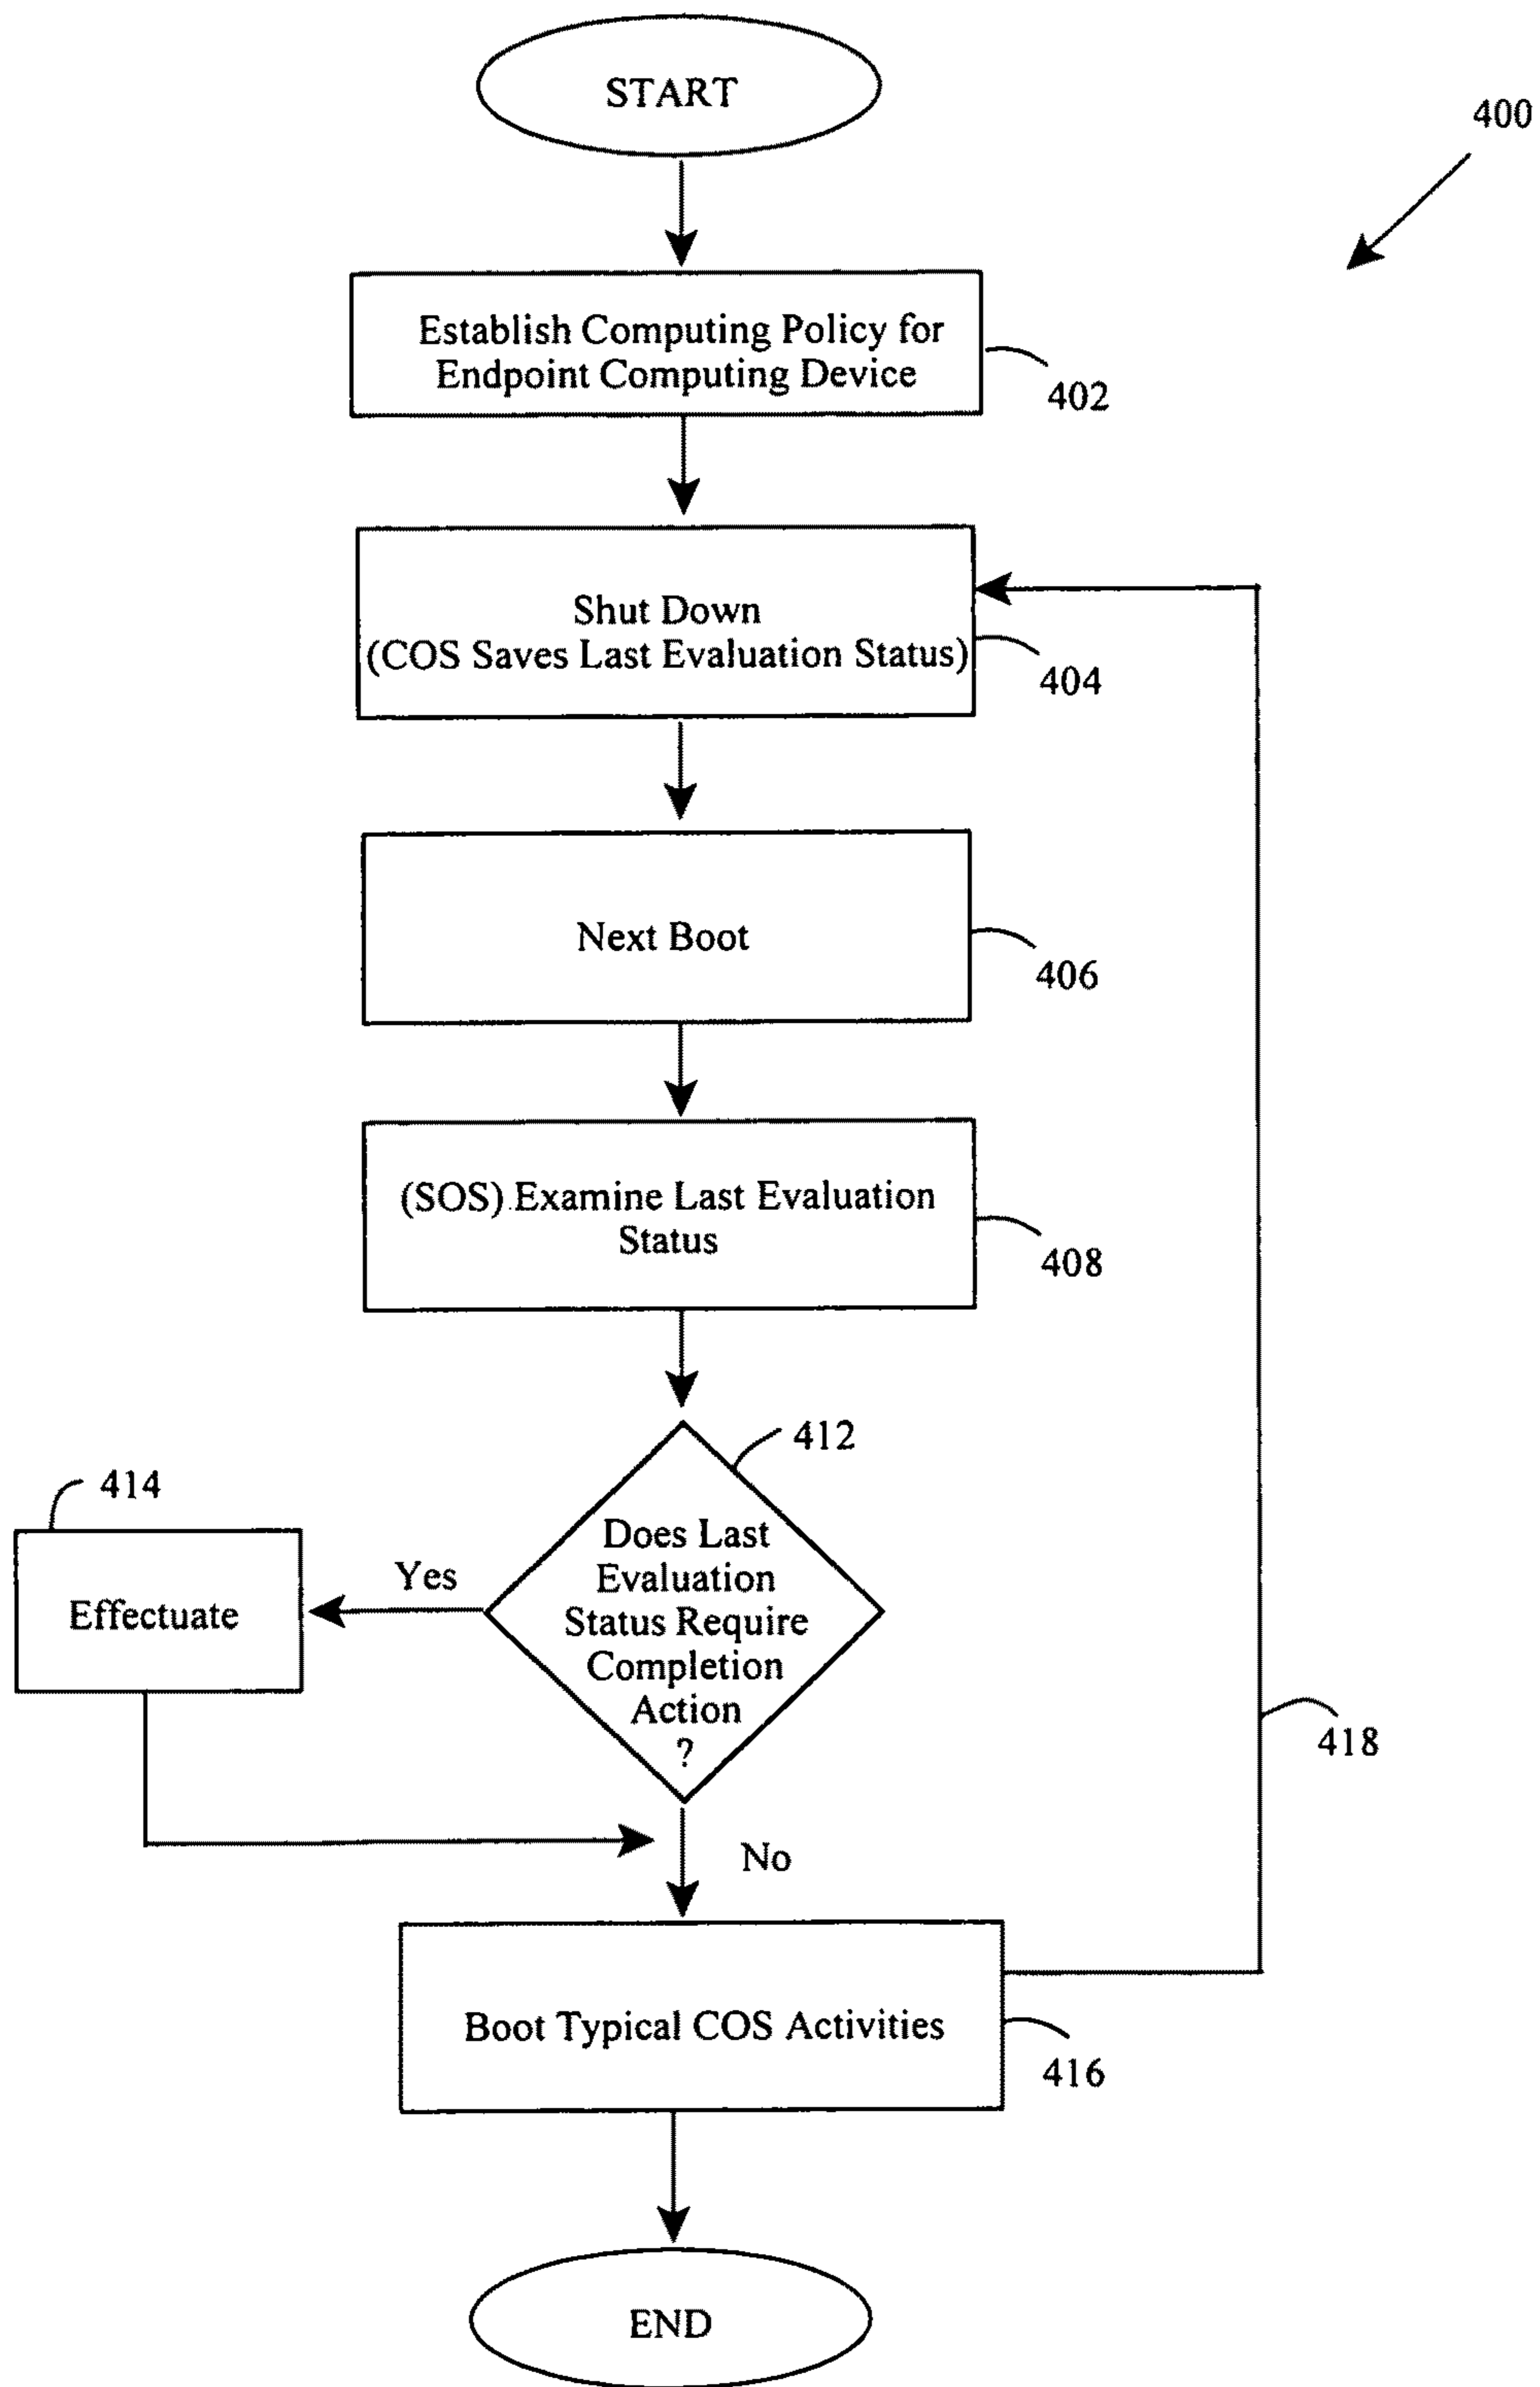 START
400
Establish Computing Policy for
Endpoint Computing Device
402
Shut Down
(COS Saves Last Evaluation Status)
404
Next Boot
406
(SOS) Examine Last Evaluation
Status
408
412
414
Does Last
Evaluation
Status Require
Completion
Action
?
Yes
Effectuate
418
No
Boot Typical COS Activities
416
END